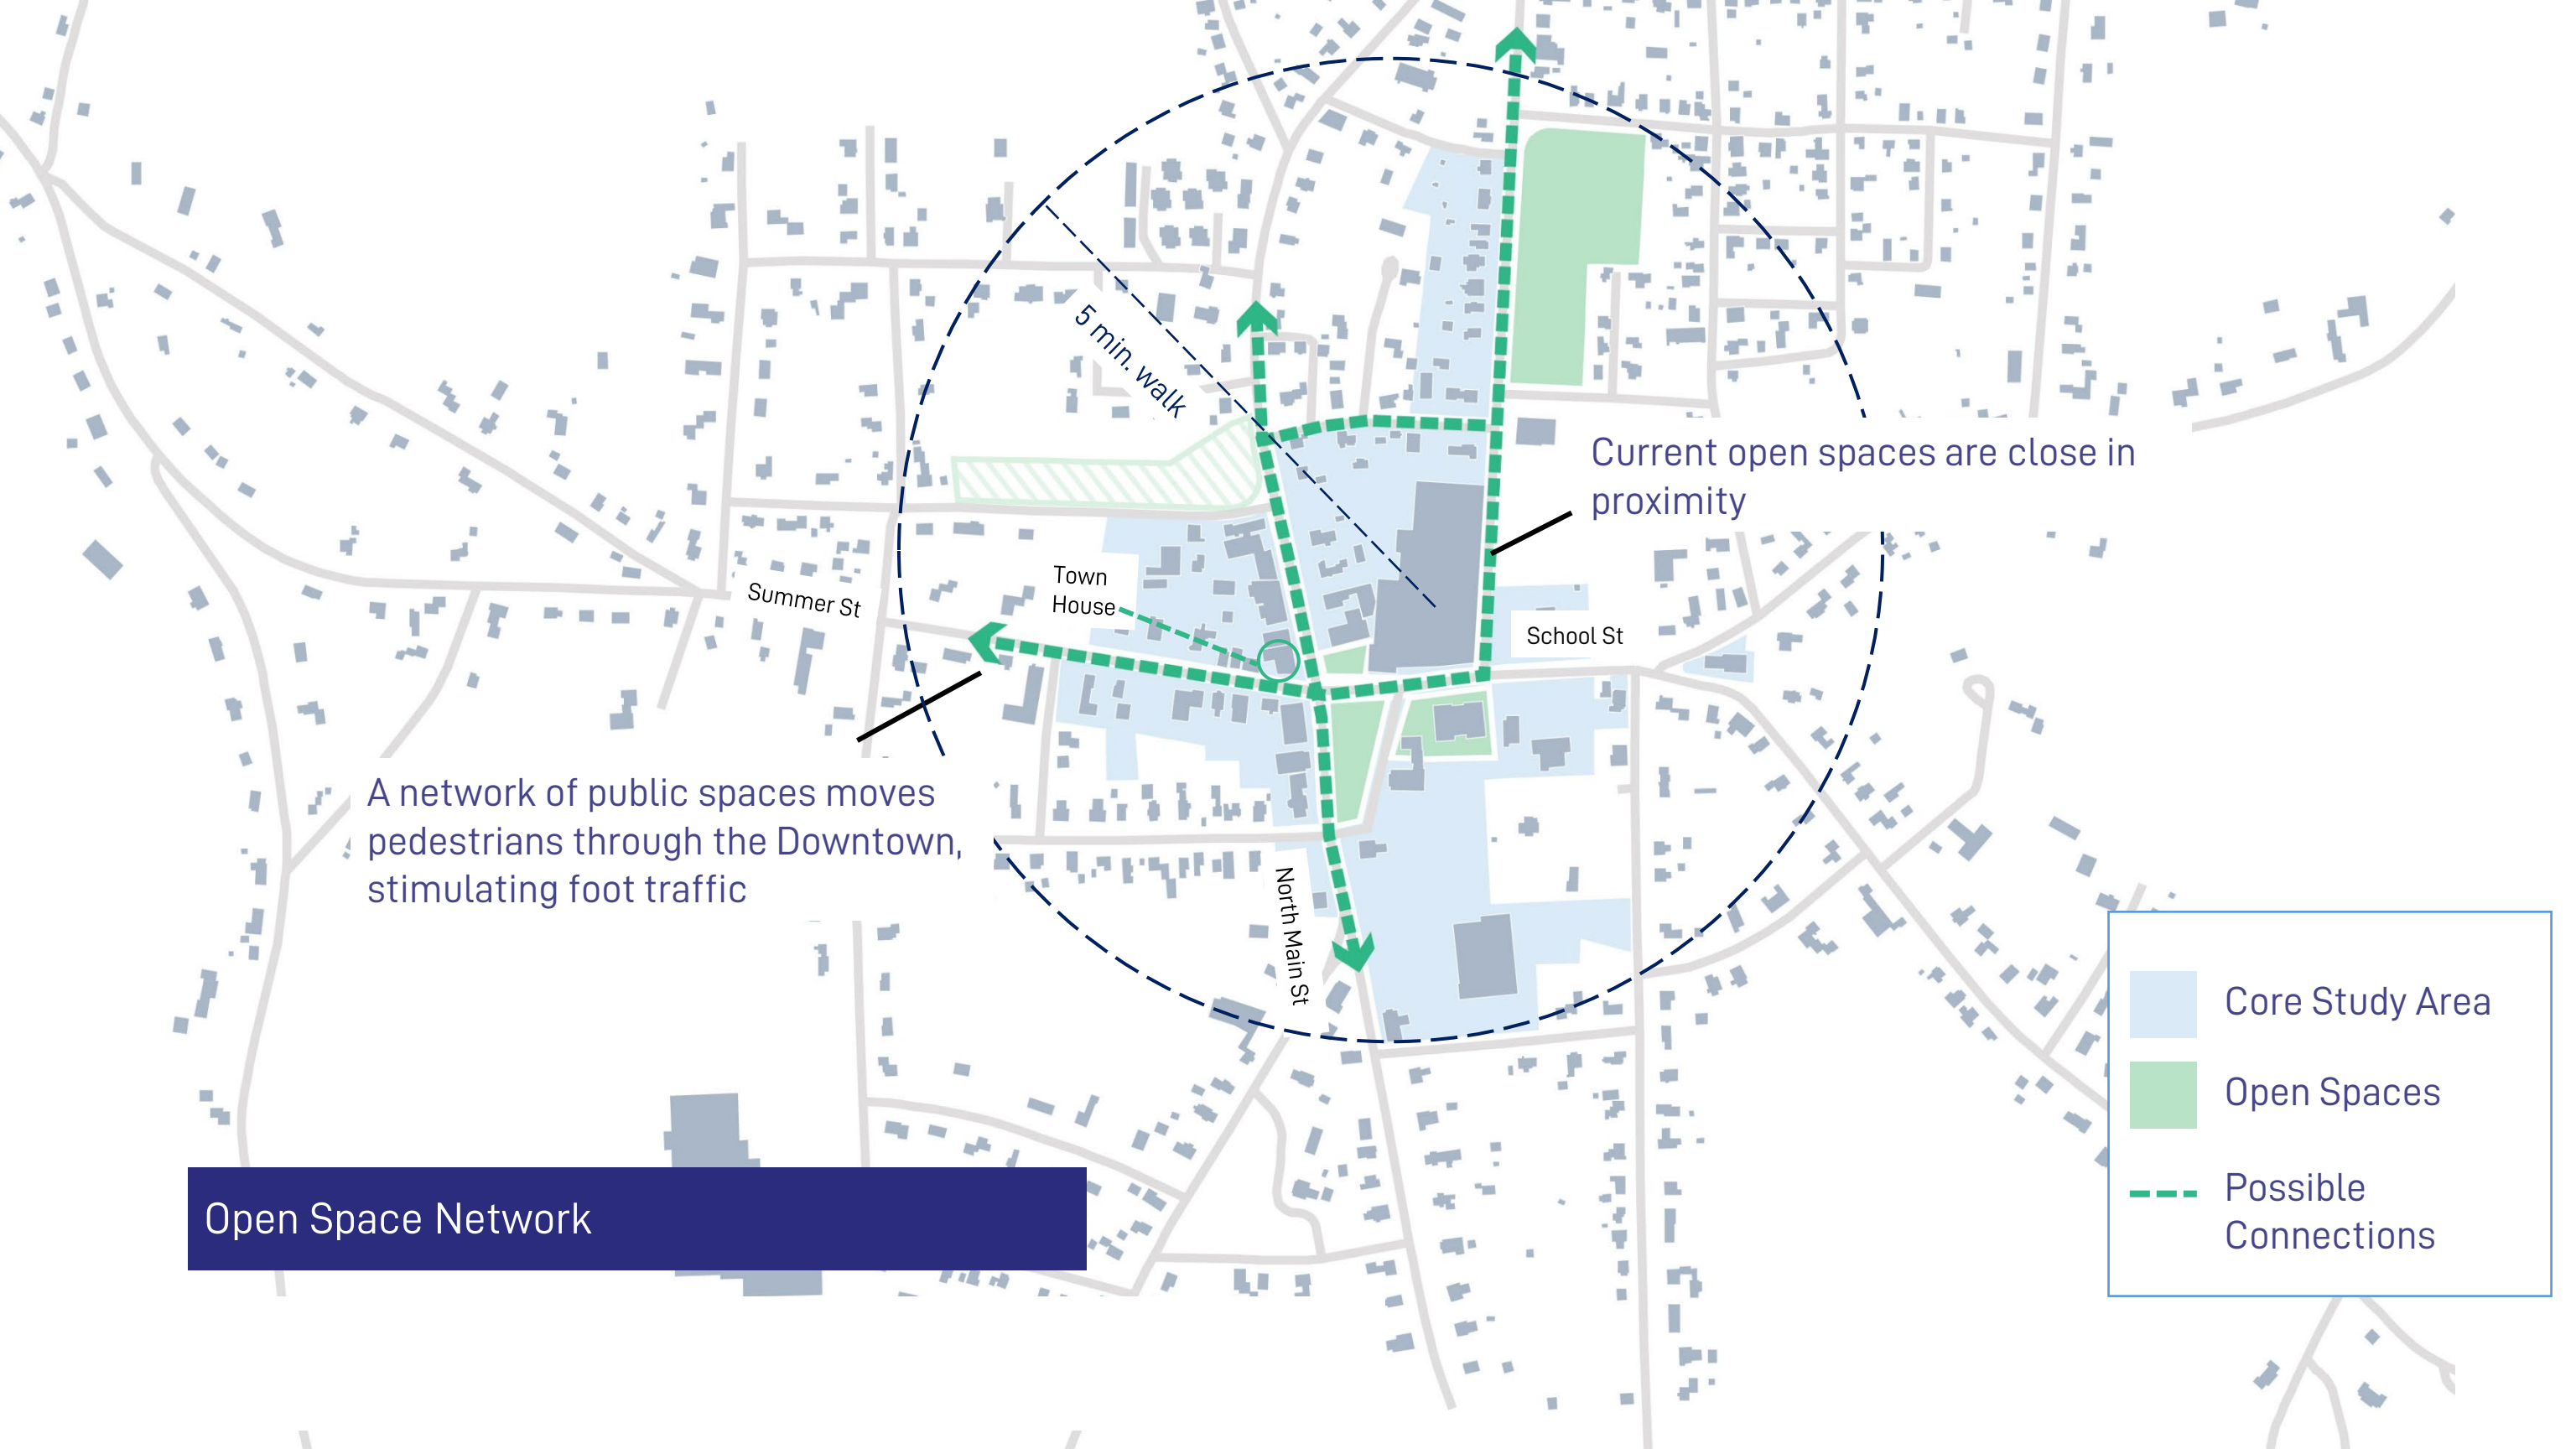 5 min. walk
Current open spaces are close in
proximity
Town
House
Summer St
School St
A network of public spaces moves
pedestrians through the Downtown,
stimulating foot traffic
North Main St
Core Study Area
Open Spaces
Possible
Connections
Open Space Network